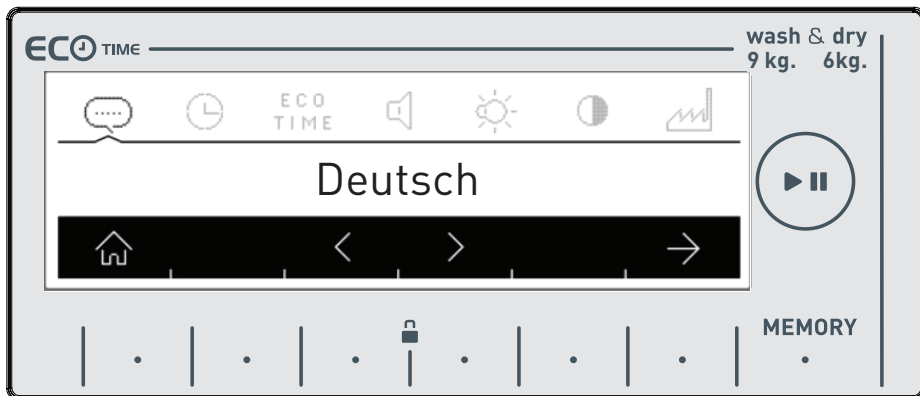 ECO TIME
wash & dry
9 kg. 6kg.
ECO
TIME
Deutsch
MEMORY